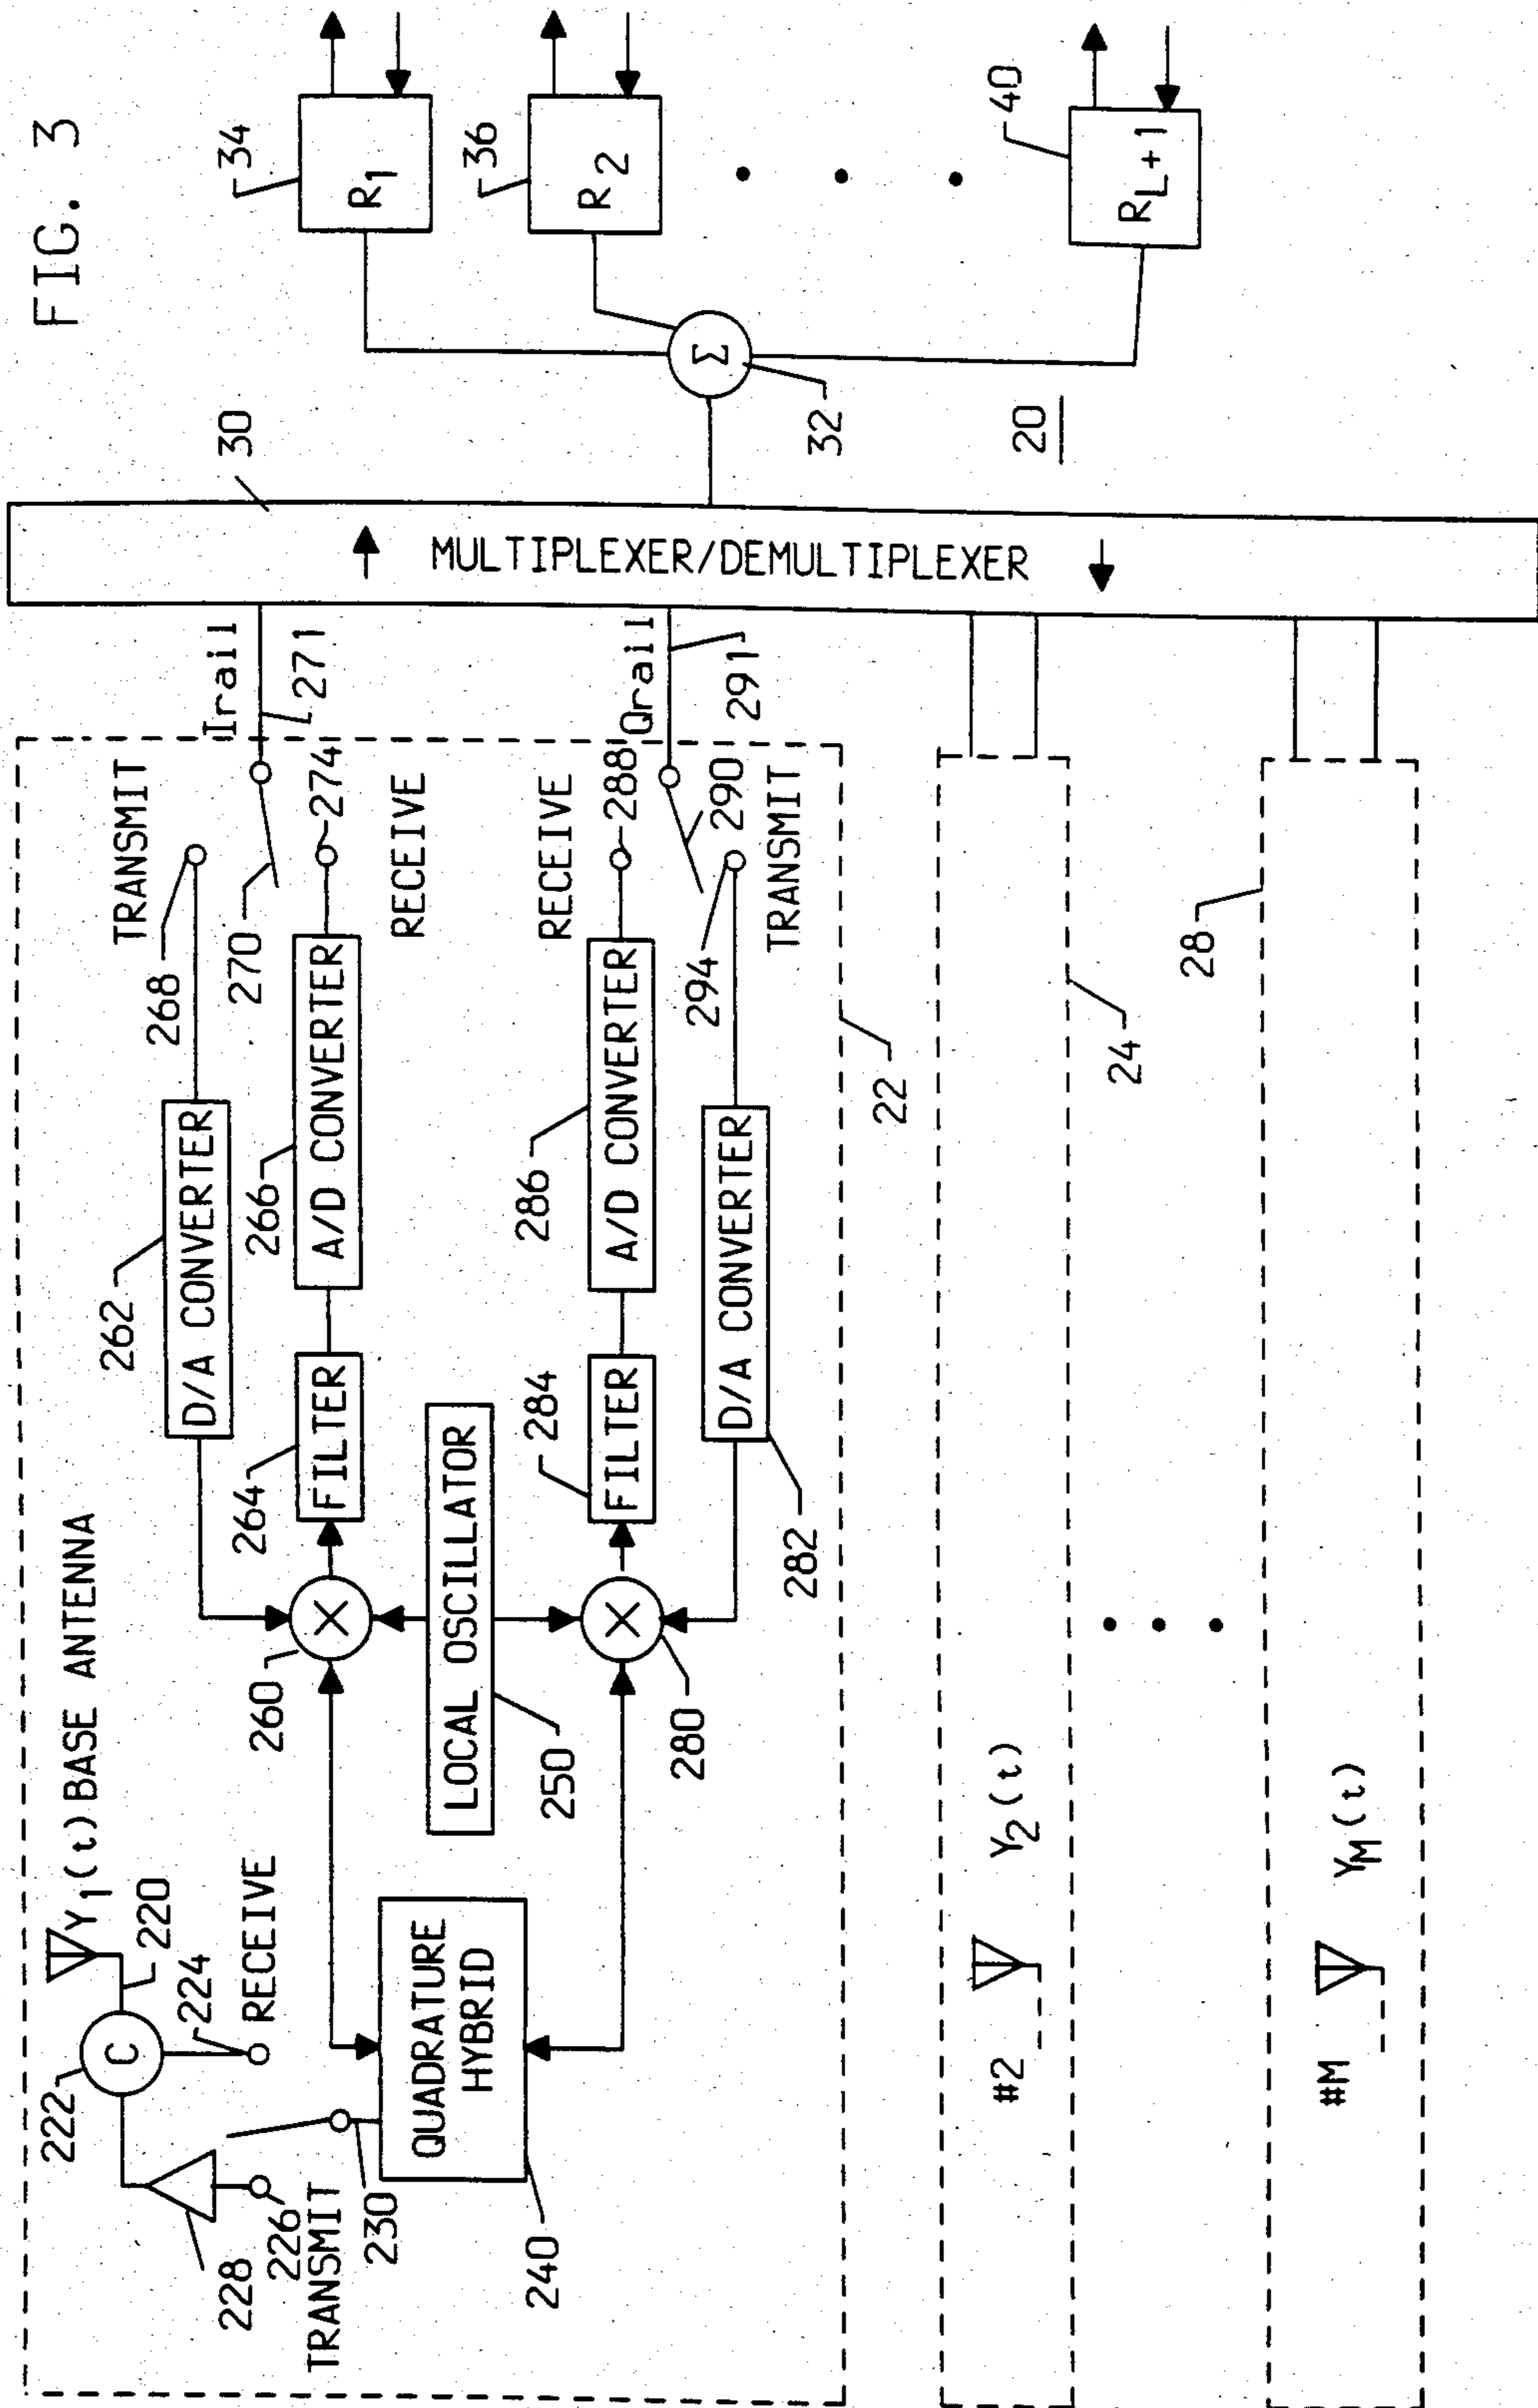 FIG. 3
Y1(t) BASE ANTENNA
220
222
C
224
RECEIVE
228
226
TRANSMIT
230
QUADRATURE
HYBRID
240
260
X
LOCAL OSCILLATOR
250
X
280
262
D/A CONVERTER
268
TRANSMIT
264
FILTER
266
A/D CONVERTER
270
274
RECEIVE
Irail
271
284
FILTER
286
A/D CONVERTER
RECEIVE
288
Qrail
291
290
294
TRANSMIT
D/A CONVERTER
282
22
#2
Y2(t)
24
#M
YM(t)
28
30
MULTIPLEXER/DEMULTIPLEXER
Σ
32
20
34
R1
36
R2
40
RL+1